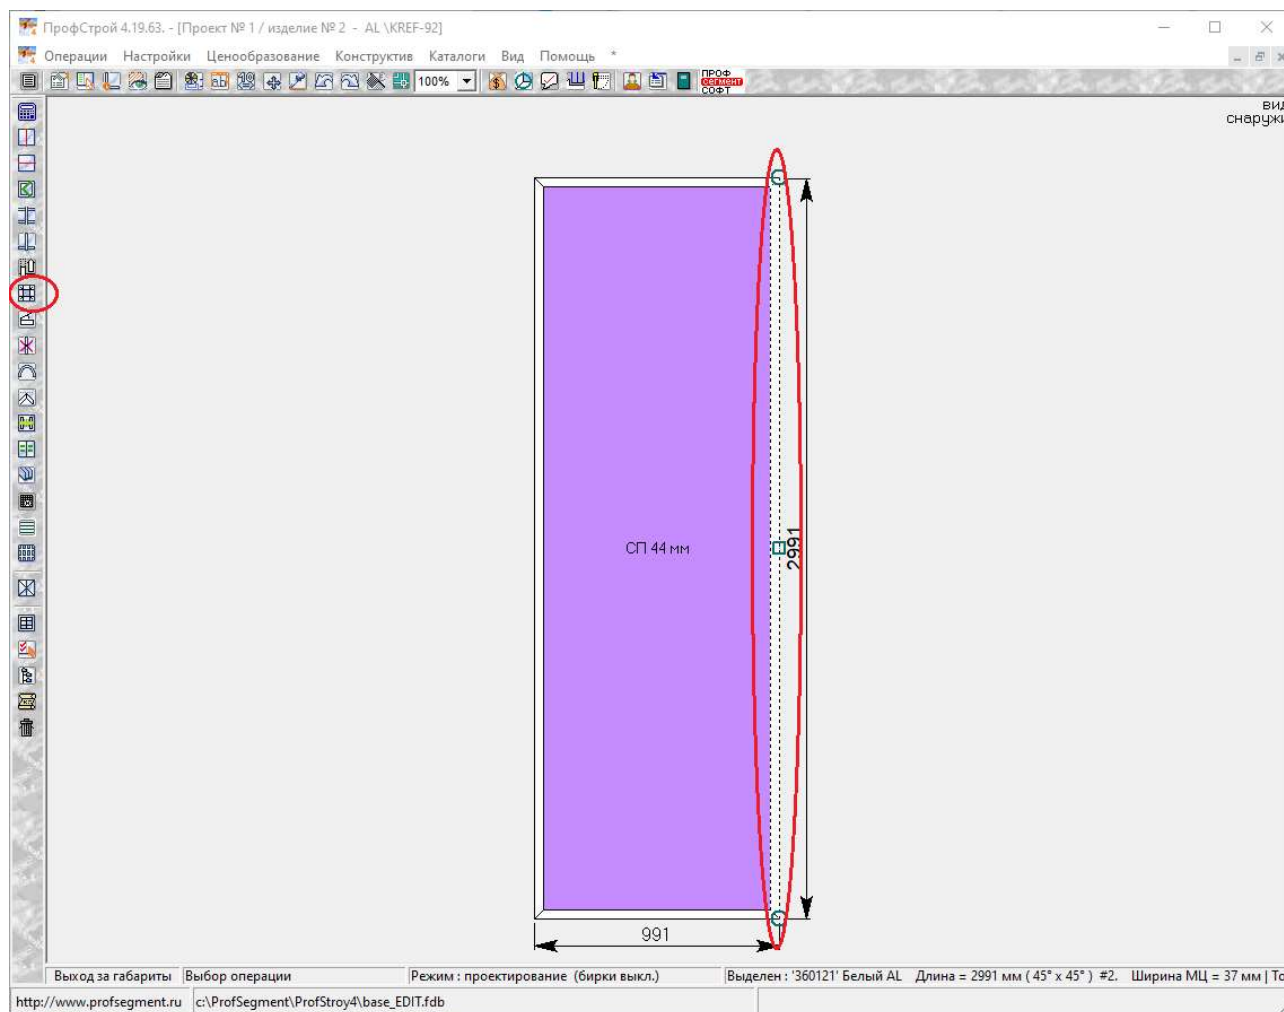 ПрофСтрой 4.19.63. - [Проект № 1 / изделие № 2 - AL \KREF-92]
Операции Настройки Ценообразование Конструктив Каталоги Вид Помощь *
100%
ПРОФ
сегмент
СОФТ
вид
снаружи
СП 44 мм
2991
991
Выход за габариты Выбор операции Режим : проектирование (бирки выкл.) Выделен : '360121' Белый AL Длина = 2991 мм ( 45° x 45° ) #2. Ширина МЦ = 37 мм | То
http://www.profsegment.ru c:\ProfSegment\ProfStroy4\base_EDIT.fdb